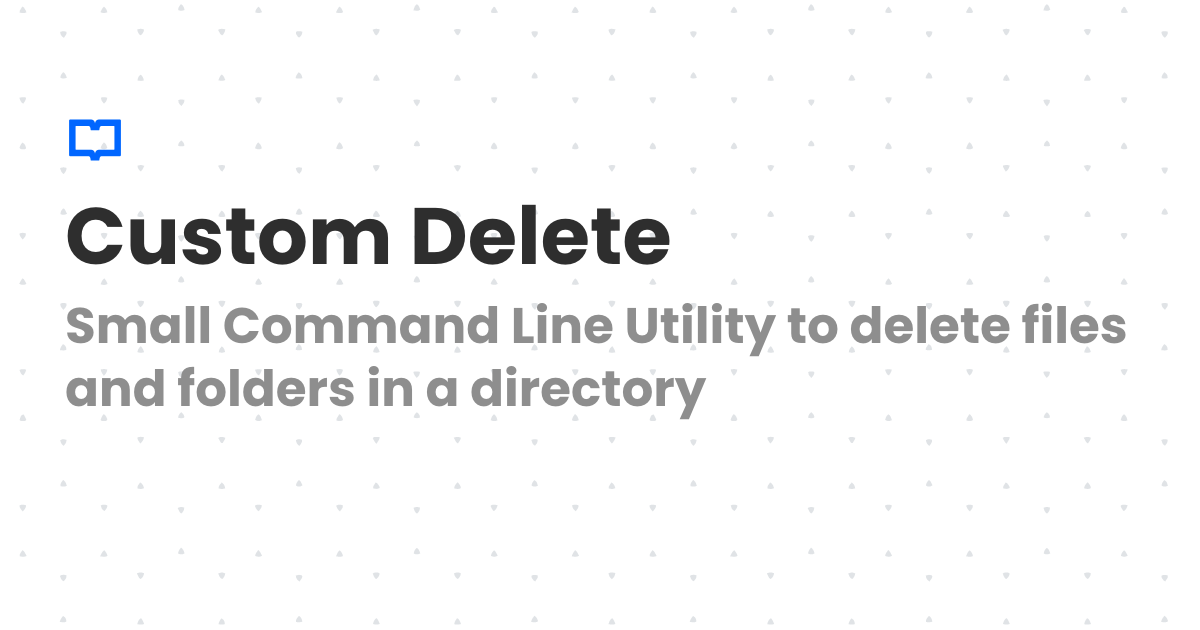 Custom Delete
Small Command Line Utility to delete files
and folders in a directory